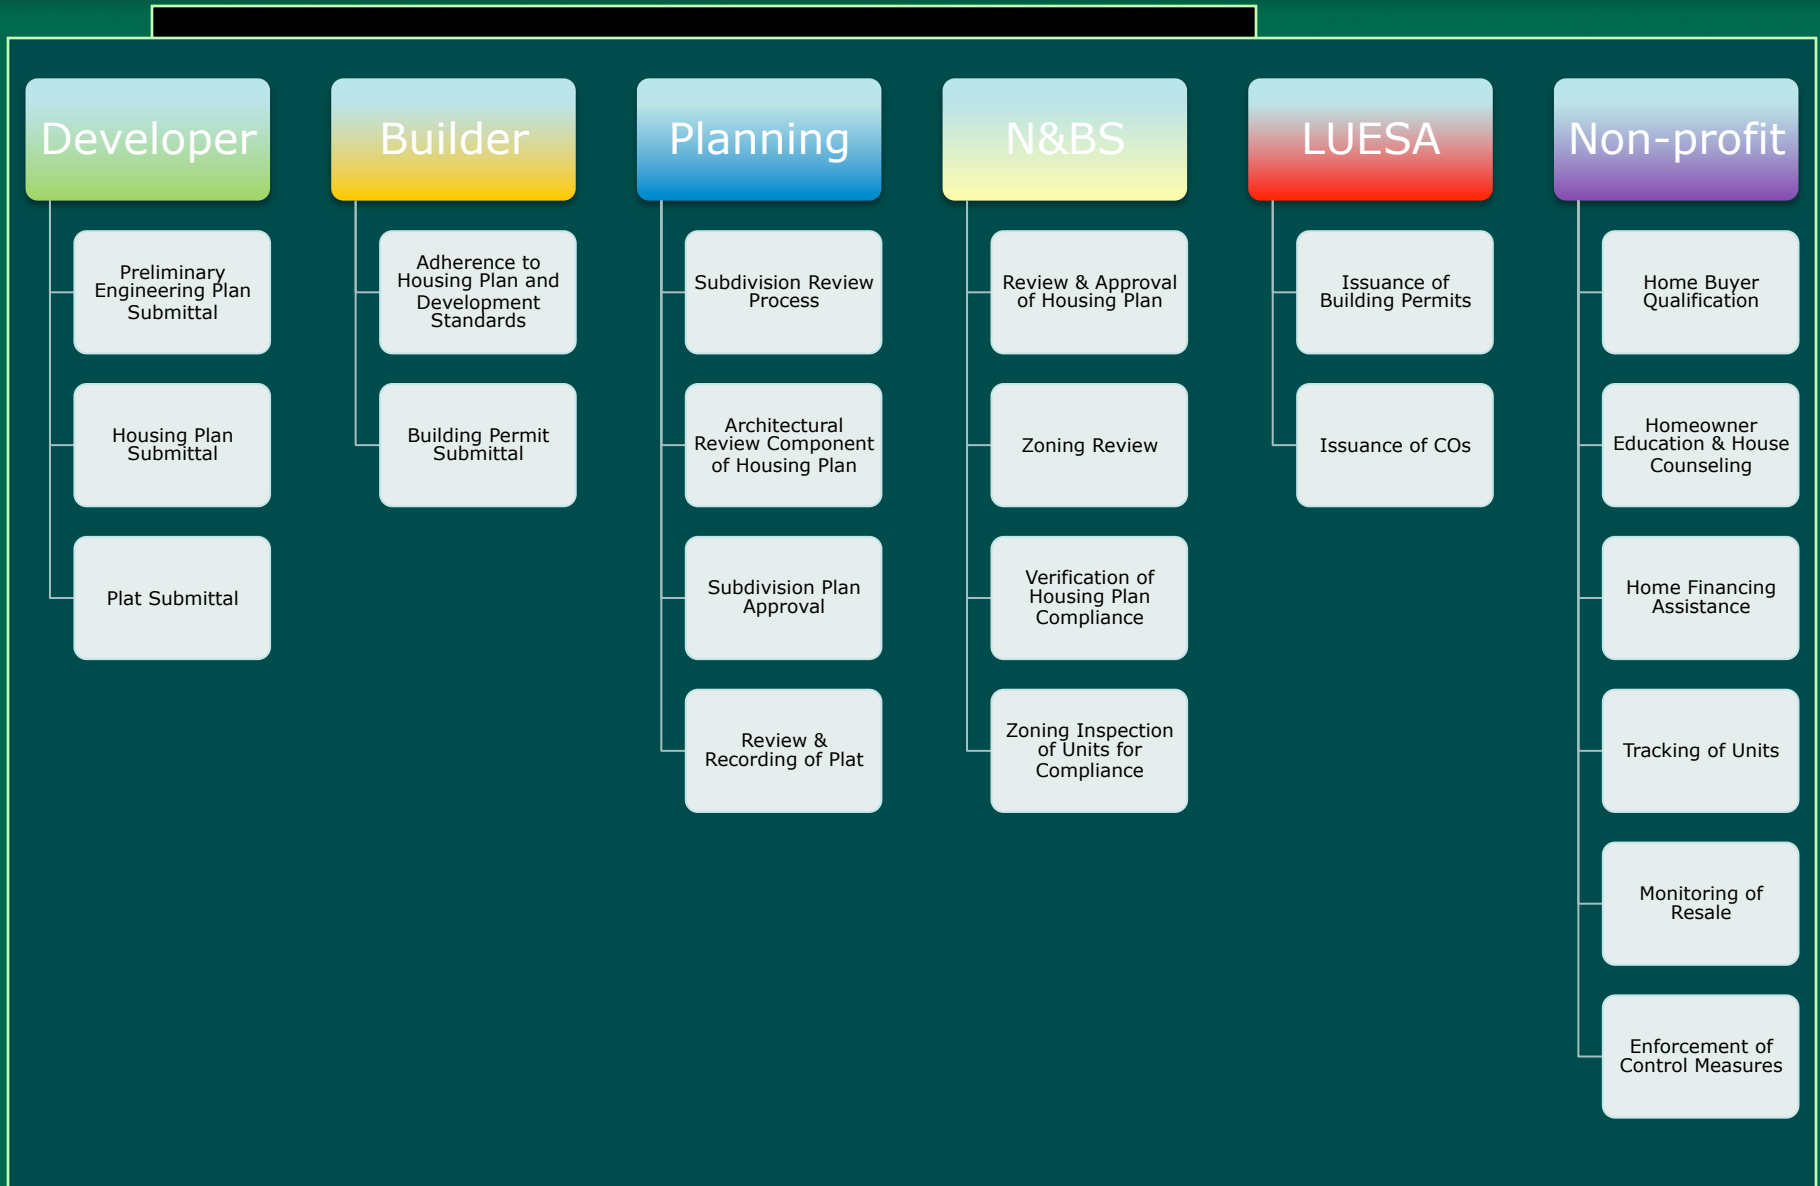 Developer
Preliminary
Engineering Plan
Submittal
Housing Plan
Submittal
Plat Submittal
Builder
Adherence to
Housing Plan and
Development
Standards
Building Permit
Submittal
Planning
Subdivision Review
Process
Architectural
Review Component
of Housing Plan
Subdivision Plan
Approval
Review &
Recording of Plat
N&BS
Review & Approval
of Housing Plan
Zoning Review
Verification of
Housing Plan
Compliance
Zoning Inspection
of Units for
Compliance
LUESA
Issuance of
Building Permits
Issuance of COs
Non-profit
Home Buyer
Qualification
Homeowner
Education & House
Counseling
Home Financing
Assistance
Tracking of Units
Monitoring of
Resale
Enforcement of
Control Measures